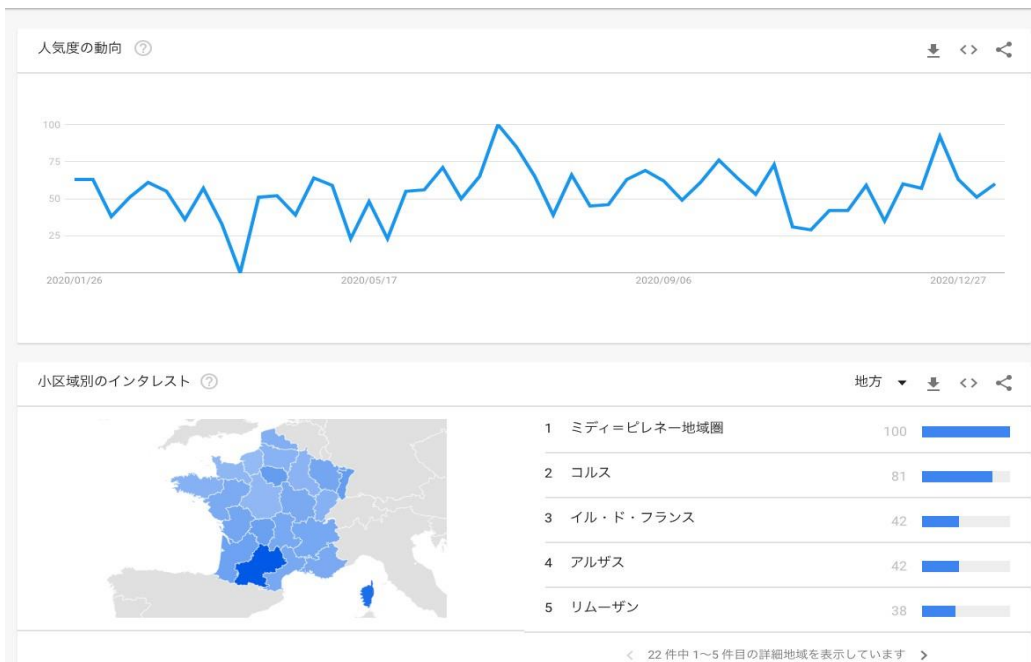 人気度の動向
100
75
50
25
2020/01/26 2020/05/17 2020/09/06 2020/12/27
小区域別のインタレスト
地方
1 ミディ=ピレネー地域圏 100
2 コルス 81
3 イル・ド・フランス 42
4 アルザス 42
5 リムーザン 38
22 件中 1〜5 件目の詳細地域を表示しています